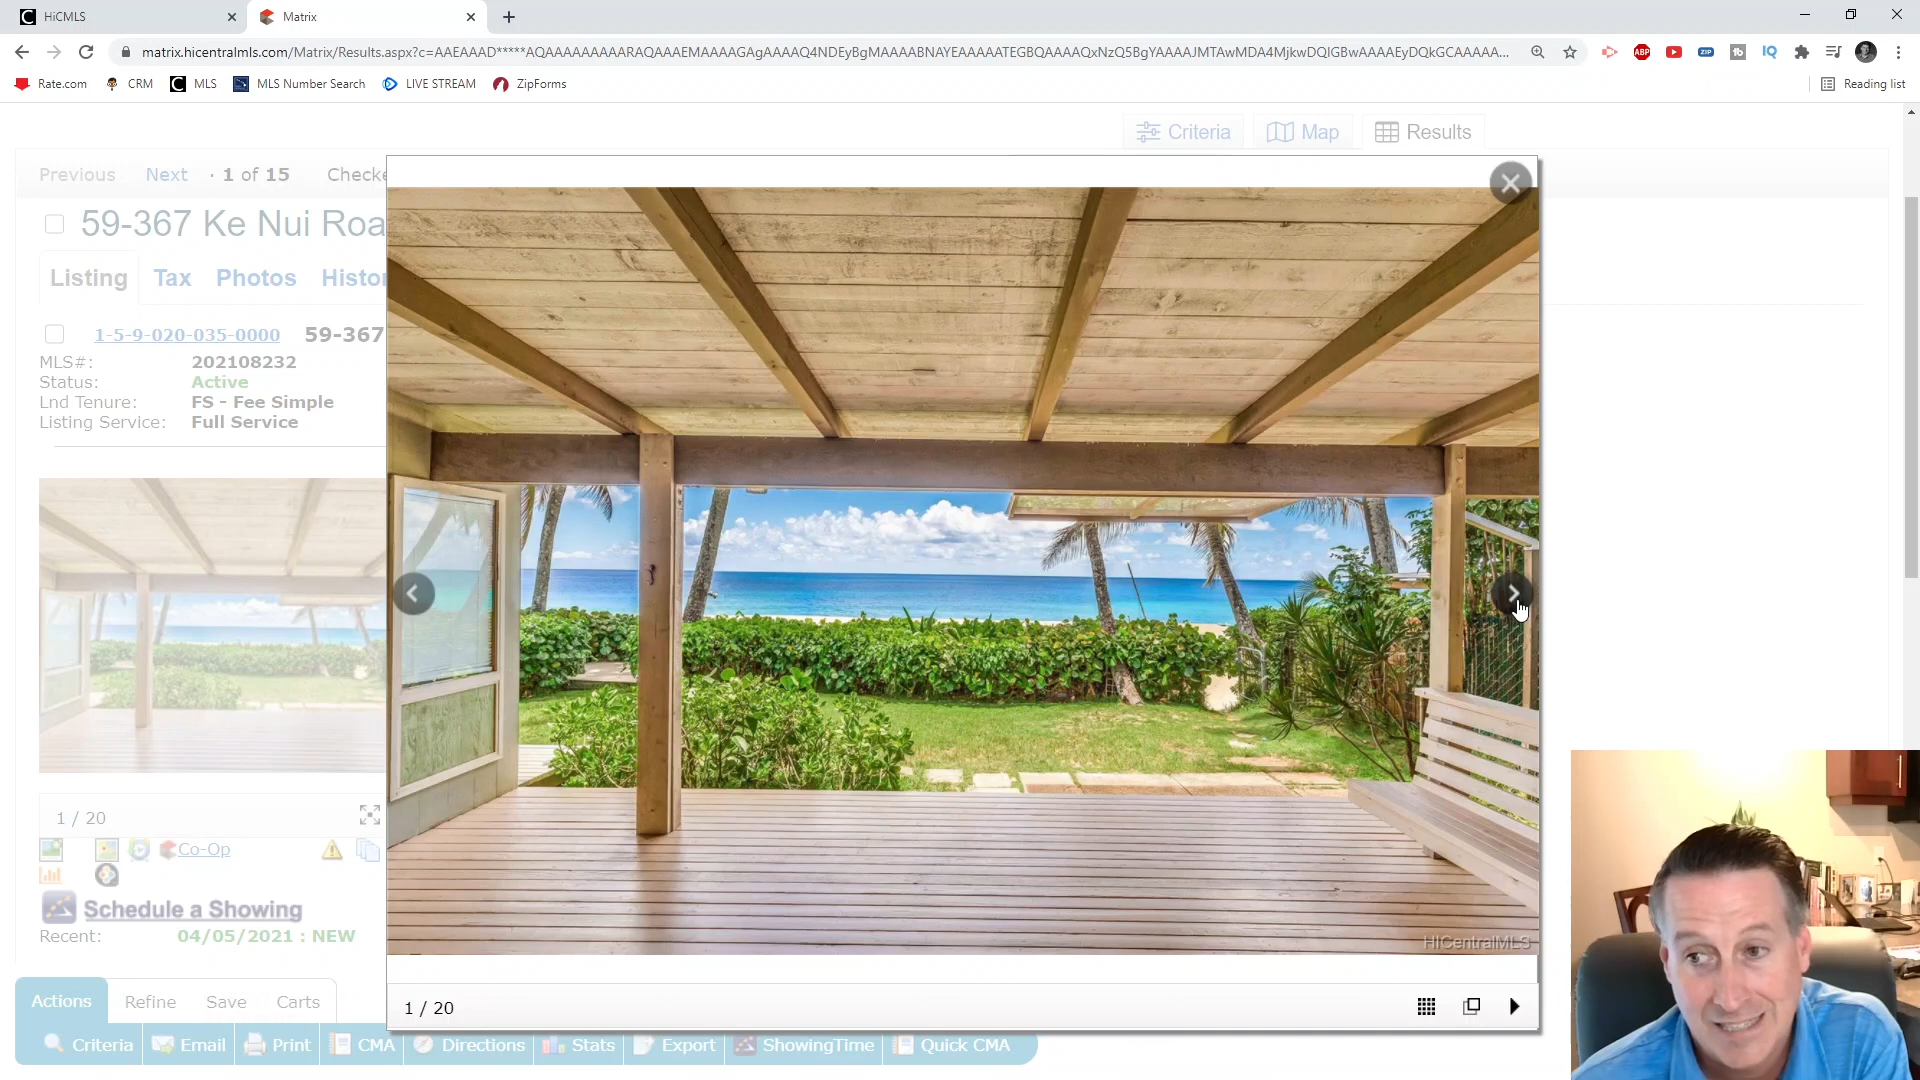 HiCMLS
Matrix
matrix.hicentralmls.com/Matrix/Results.aspx?c=AAEAAAD*****AQAAAAAAAAARAQAAAEMAAAAGAgAAAAQ4NDEyBgMAAAABNAYEAAAAATEGBQAAAAQxNzQ5BgYAAAAJMTAwMDA4MjkwDQIGBwAAAAEyDQkGCAAAAA...
ABP
ZIP
IQ
Rate.com
CRM
MLS
MLS Number Search
LIVE STREAM
ZipForms
Reading list
Criteria
Map
Results
Previous
Next
· 1 of 15
Checke
59-367 Ke Nui Roa
Listing
Tax
Photos
Histor
1-5-9-020-035-0000
59-367
MLS#:
202108232
Status:
Active
Lnd Tenure:
FS - Fee Simple
Listing Service:
Full Service
1 / 20
Co-Op
Schedule a Showing
Recent:
04/05/2021 : NEW
HICentralMLS
1 / 20
Actions
Refine
Save
Carts
Criteria
Email
Print
CMA
Directions
Stats
Export
ShowingTime
Quick CMA